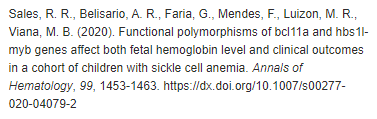 Sales, R. R., Belisario, A. R., Faria, G., Mendes, F., Luizon, M. R.,
Viana, M. B. (2020). Functional polymorphisms of bcl11a and hbs1l-
myb genes affect both fetal hemoglobin level and clinical outcomes
in a cohort of children with sickle cell anemia. Annals of
Hematology, 99, 1453-1463. https://dx.doi.org/10.1007/s00277-
020-04079-2